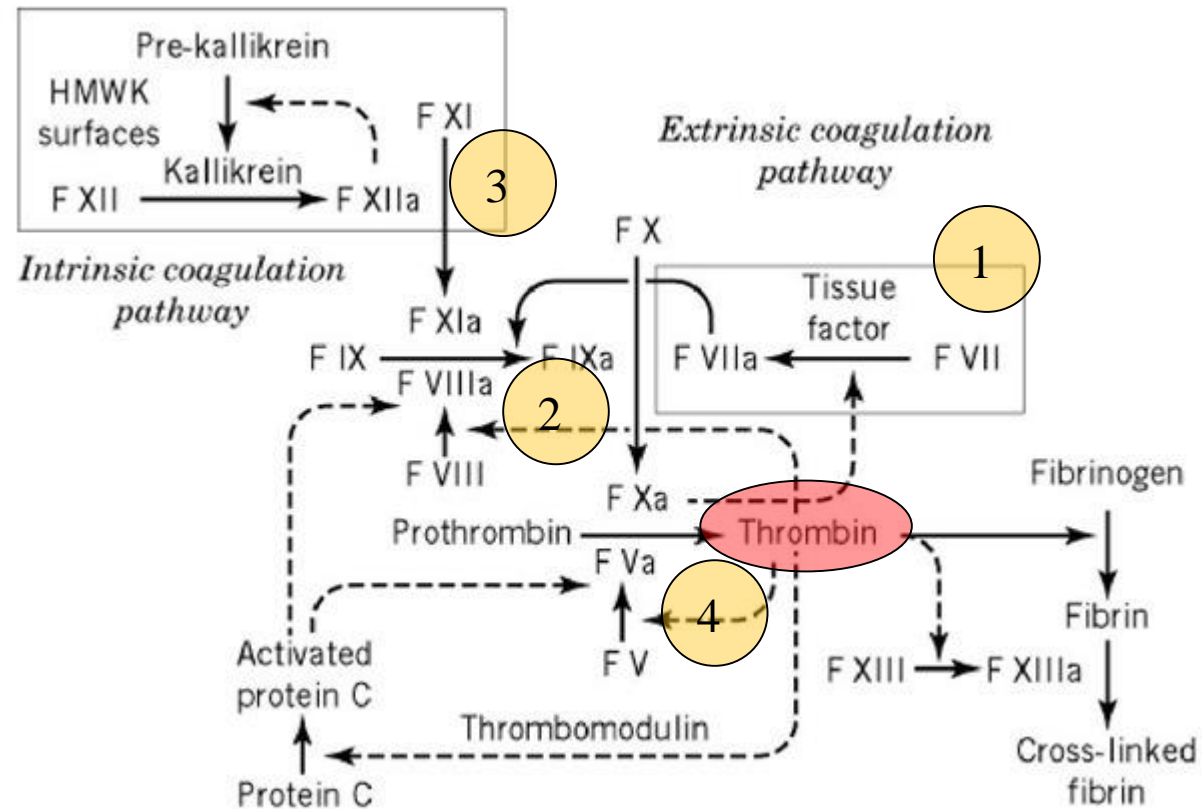 Pre-kallikrein
HMWK
surfaces
Kallikrein
F XII
F XIIa
F XI
3
Extrinsic coagulation
pathway
Intrinsic coagulation
pathway
F X
1
Tissue
factor
F XIa
F IX
F IXa
F VIIa
F VII
F VIIIa
2
F VIII
F Xa
Fibrinogen
Prothrombin
Thrombin
F Va
4
Fibrin
F V
F XIII
F XIIIa
Activated
protein C
Thrombomodulin
Protein C
Cross-linked
fibrin